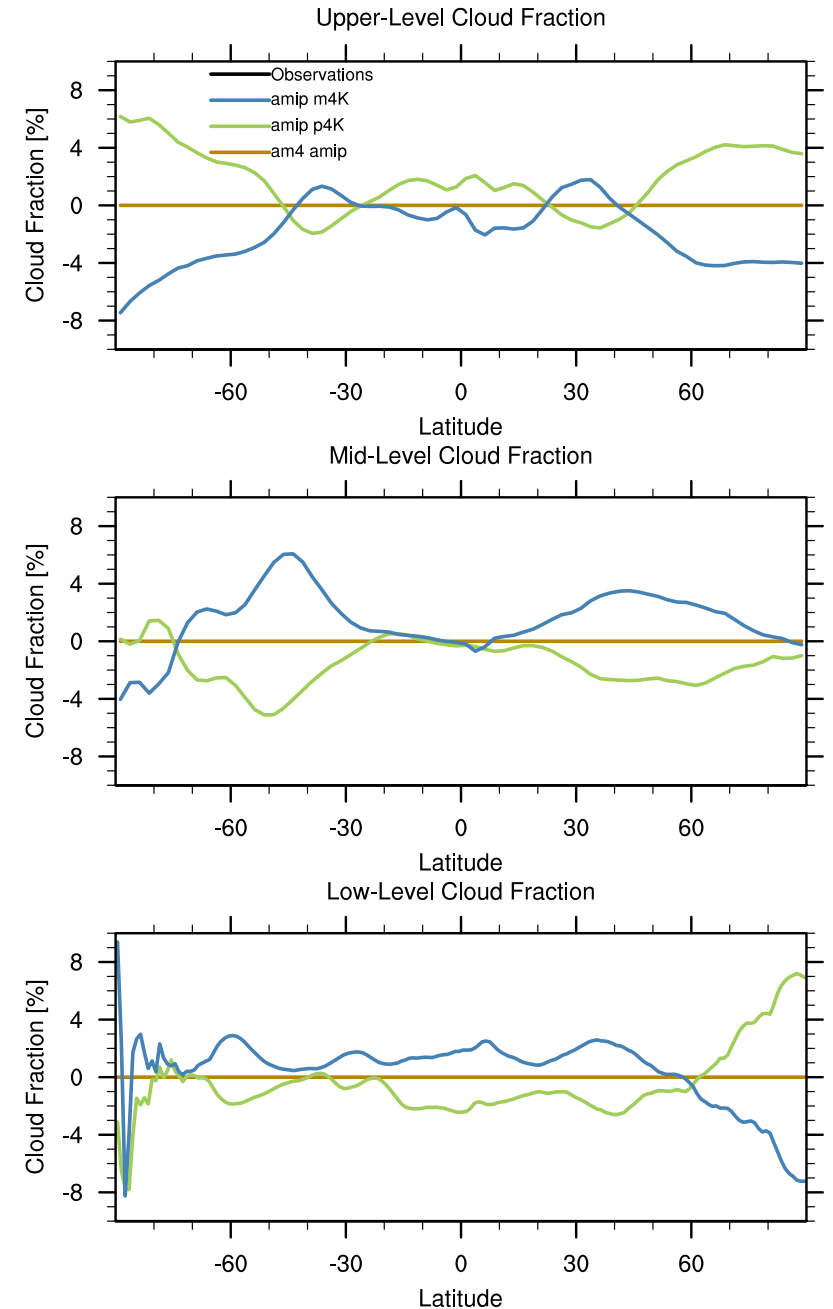 Upper-Level Cloud Fraction
Observations
amip m4K
amip p4K
am4 amip
Cloud Fraction [%]
8
4
0
-4
-8
-60 -30 0 30 60
Latitude
Mid-Level Cloud Fraction
Cloud Fraction [%]
8
4
0
-4
-8
-60 -30 0 30 60
Latitude
Low-Level Cloud Fraction
Cloud Fraction [%]
8
4
0
-4
-8
-60 -30 0 30 60
Latitude